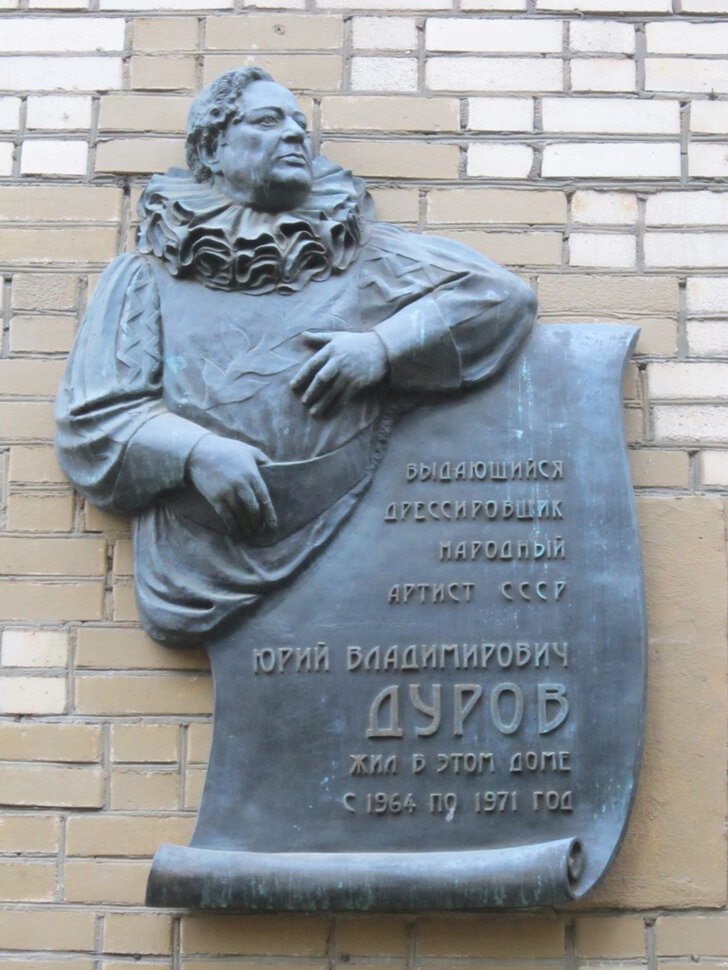 ВЫДАЮЩИЙСЯ
ДРЕССИРОВЩИК
НАРОДНЫЙ
АРТИСТ СССР
ЮРИЙ ВЛАДИМИРОВИЧ
ДУРОВ
ЖИЛ В ЭТОМ ДОМЕ
С 1964 ПО 1971 ГОД